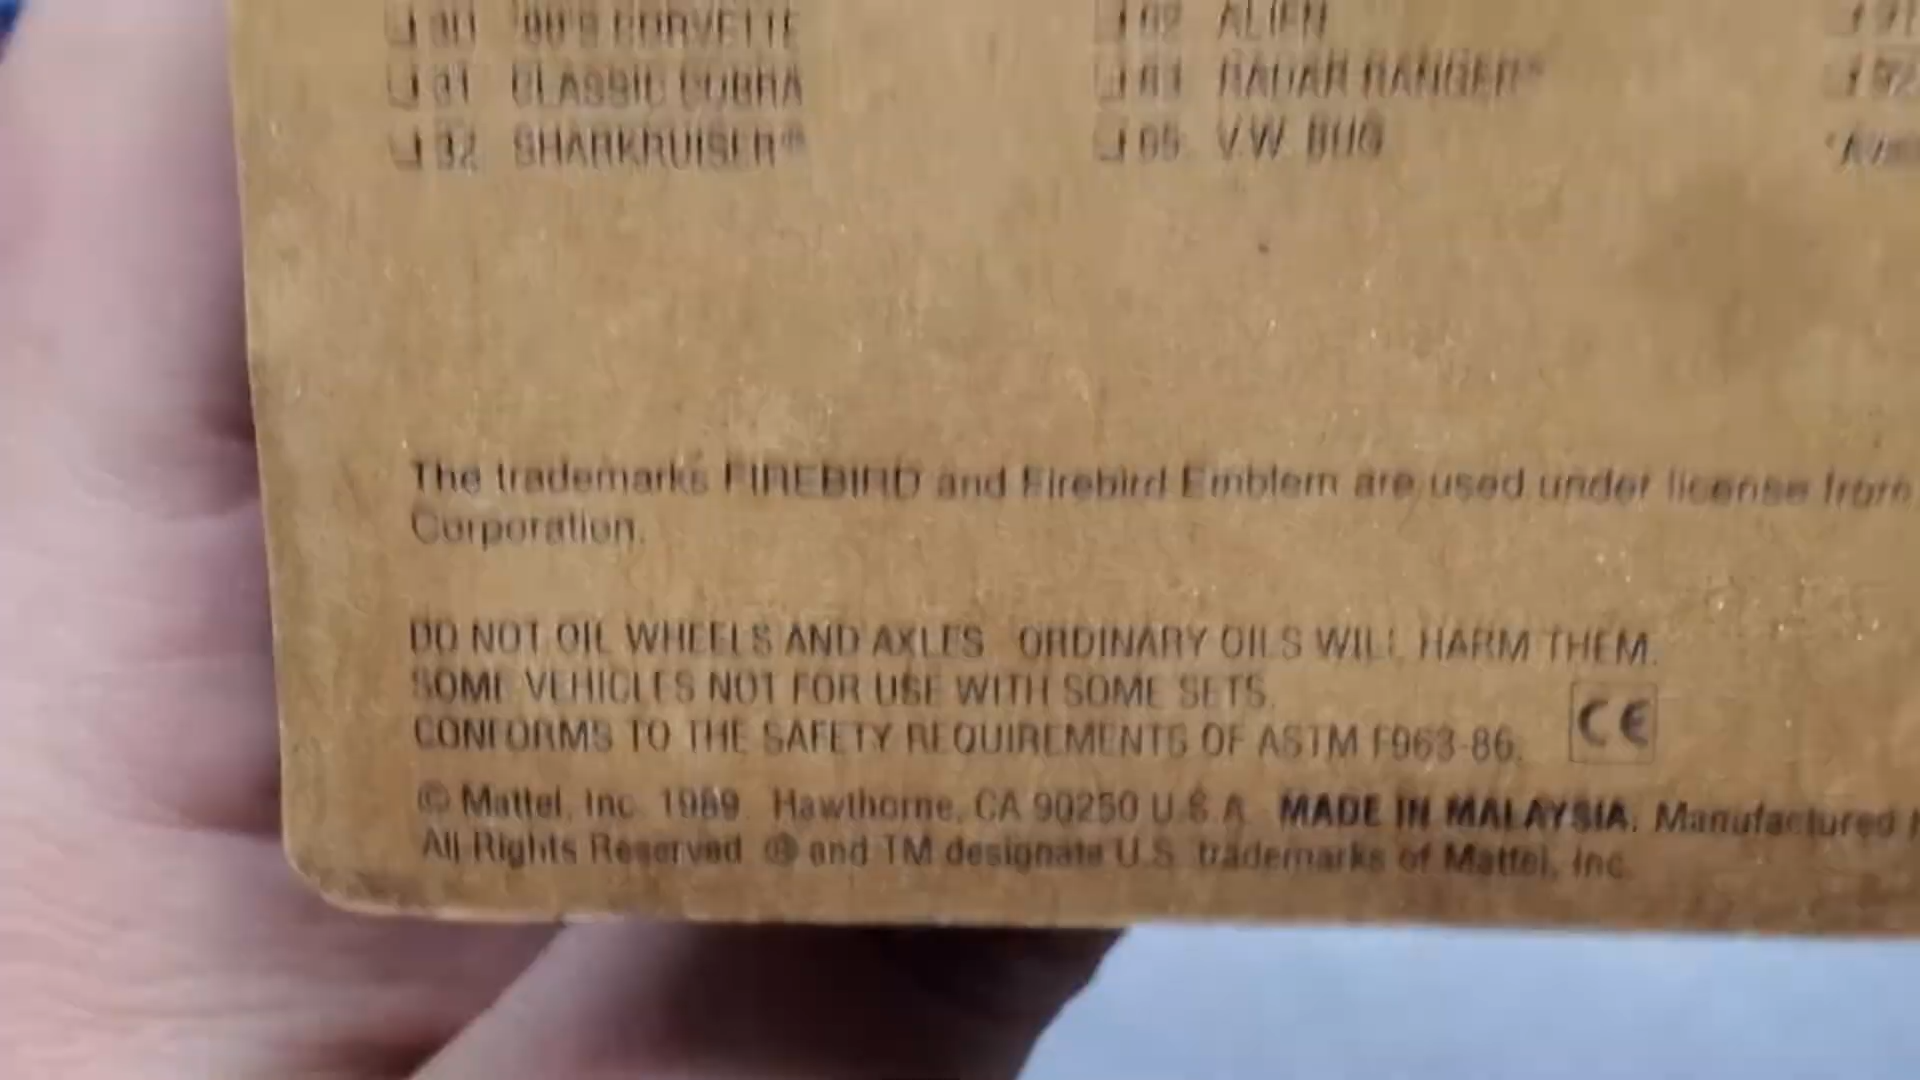 30 '80'S CORVETTE
31 CLASSIC COBRA
32 SHARKRUISER®
62 ALIEN
63 RADAR RANGER®
65 V.W. BUG
91
92
The trademarks FIREBIRD and Firebird Emblem are used under license from
Corporation.
DO NOT OIL WHEELS AND AXLES ORDINARY OILS WILL HARM THEM.
SOME VEHICLES NOT FOR USE WITH SOME SETS.
CONFORMS TO THE SAFETY REQUIREMENTS OF ASTM F963-86.
CE
© Mattel, Inc. 1989. Hawthorne, CA 90250 U.S.A. MADE IN MALAYSIA. Manufactured
All Rights Reserved. ® and TM designate U.S. trademarks of Mattel, Inc.